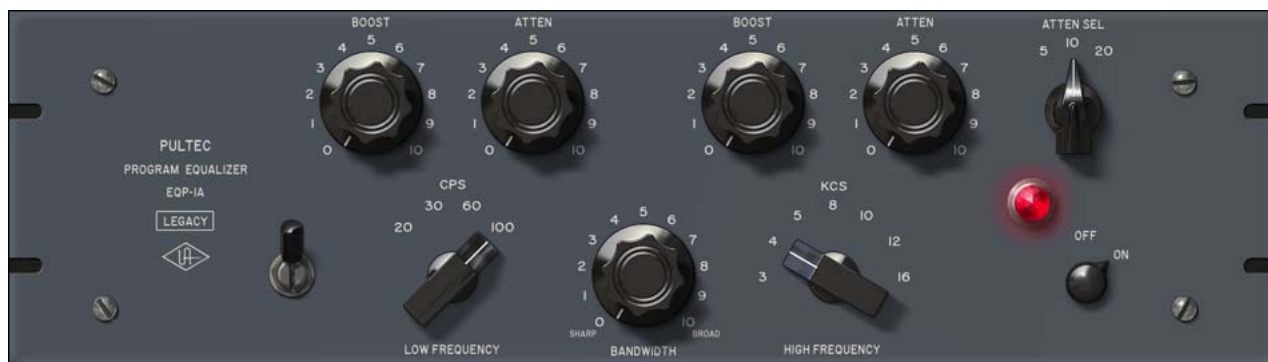 BOOST
ATTEN
BOOST
ATTEN
ATTEN SEL
0 1 2 3 4 5 6 7 8 9 10
0 1 2 3 4 5 6 7 8 9 10
0 1 2 3 4 5 6 7 8 9 10
0 1 2 3 4 5 6 7 8 9 10
5 10 20
PULTEC
PROGRAM EQUALIZER
EQP-1A
LEGACY
UA
CPS
20 30 60 100
LOW FREQUENCY
0 1 2 3 4 5 6 7 8 9 10
SHARP
BROAD
BANDWIDTH
KCS
3 4 5 8 10 12 16
HIGH FREQUENCY
OFF
ON